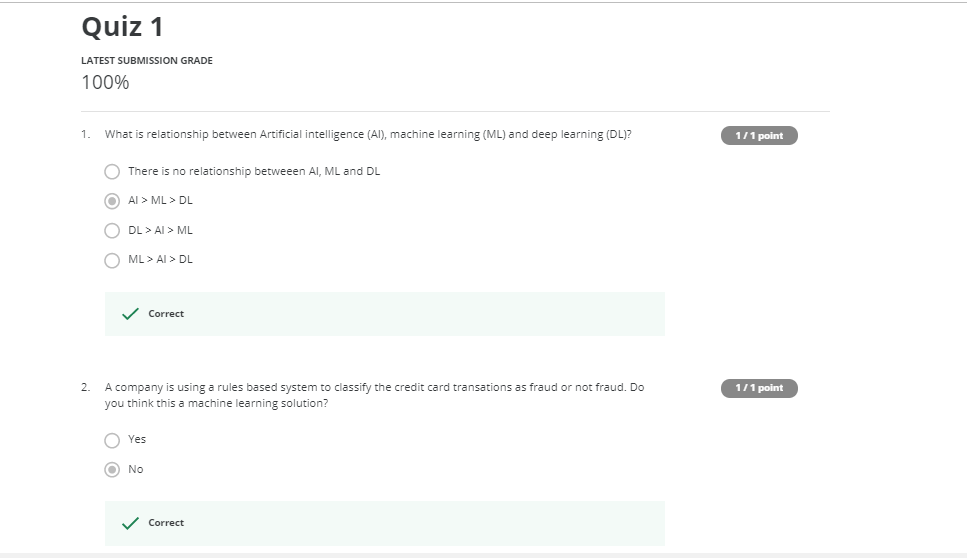 Quiz 1
LATEST SUBMISSION GRADE
100%
1. What is relationship between Artificial intelligence (AI), machine learning (ML) and deep learning (DL)?
1 / 1 point
There is no relationship betweeen AI, ML and DL
AI > ML > DL
DL > AI > ML
ML > AI > DL
Correct
2. A company is using a rules based system to classify the credit card transations as fraud or not fraud. Do
you think this a machine learning solution?
1 / 1 point
Yes
No
Correct